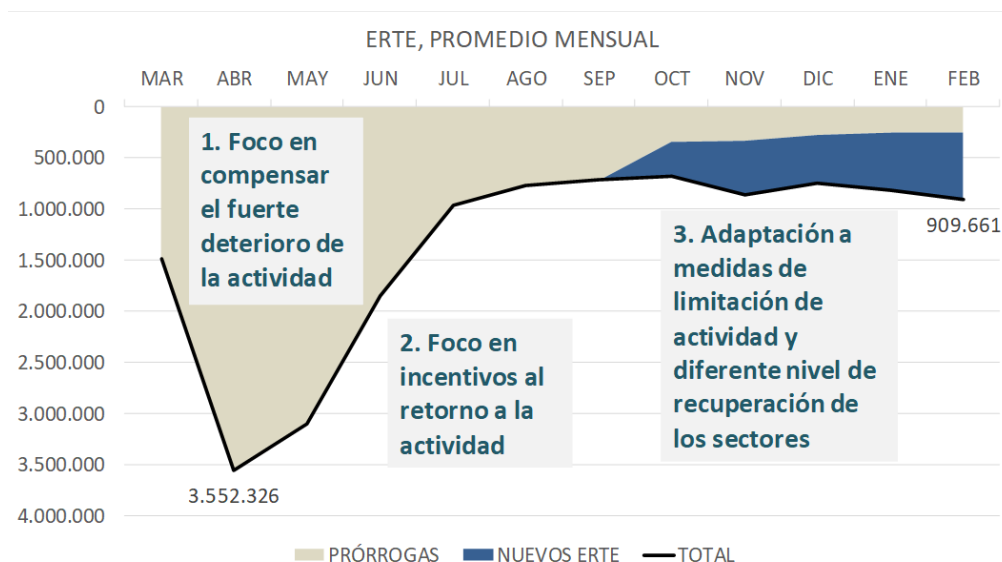 ERTE, PROMEDIO MENSUAL
MAR ABR MAY JUN JUL AGO SEP OCT NOV DIC ENE FEB
0
500.000
1.000.000
1.500.000
2.000.000
2.500.000
3.000.000
3.500.000
4.000.000
1. Foco en
compensar
el fuerte
deterioro de
la actividad
2. Foco en
incentivos al
retorno a la
actividad
3. Adaptación a
medidas de
limitación de
actividad y
diferente nivel de
recuperación de
los sectores
909.661
3.552.326
PRÓRROGAS NUEVOS ERTE TOTAL